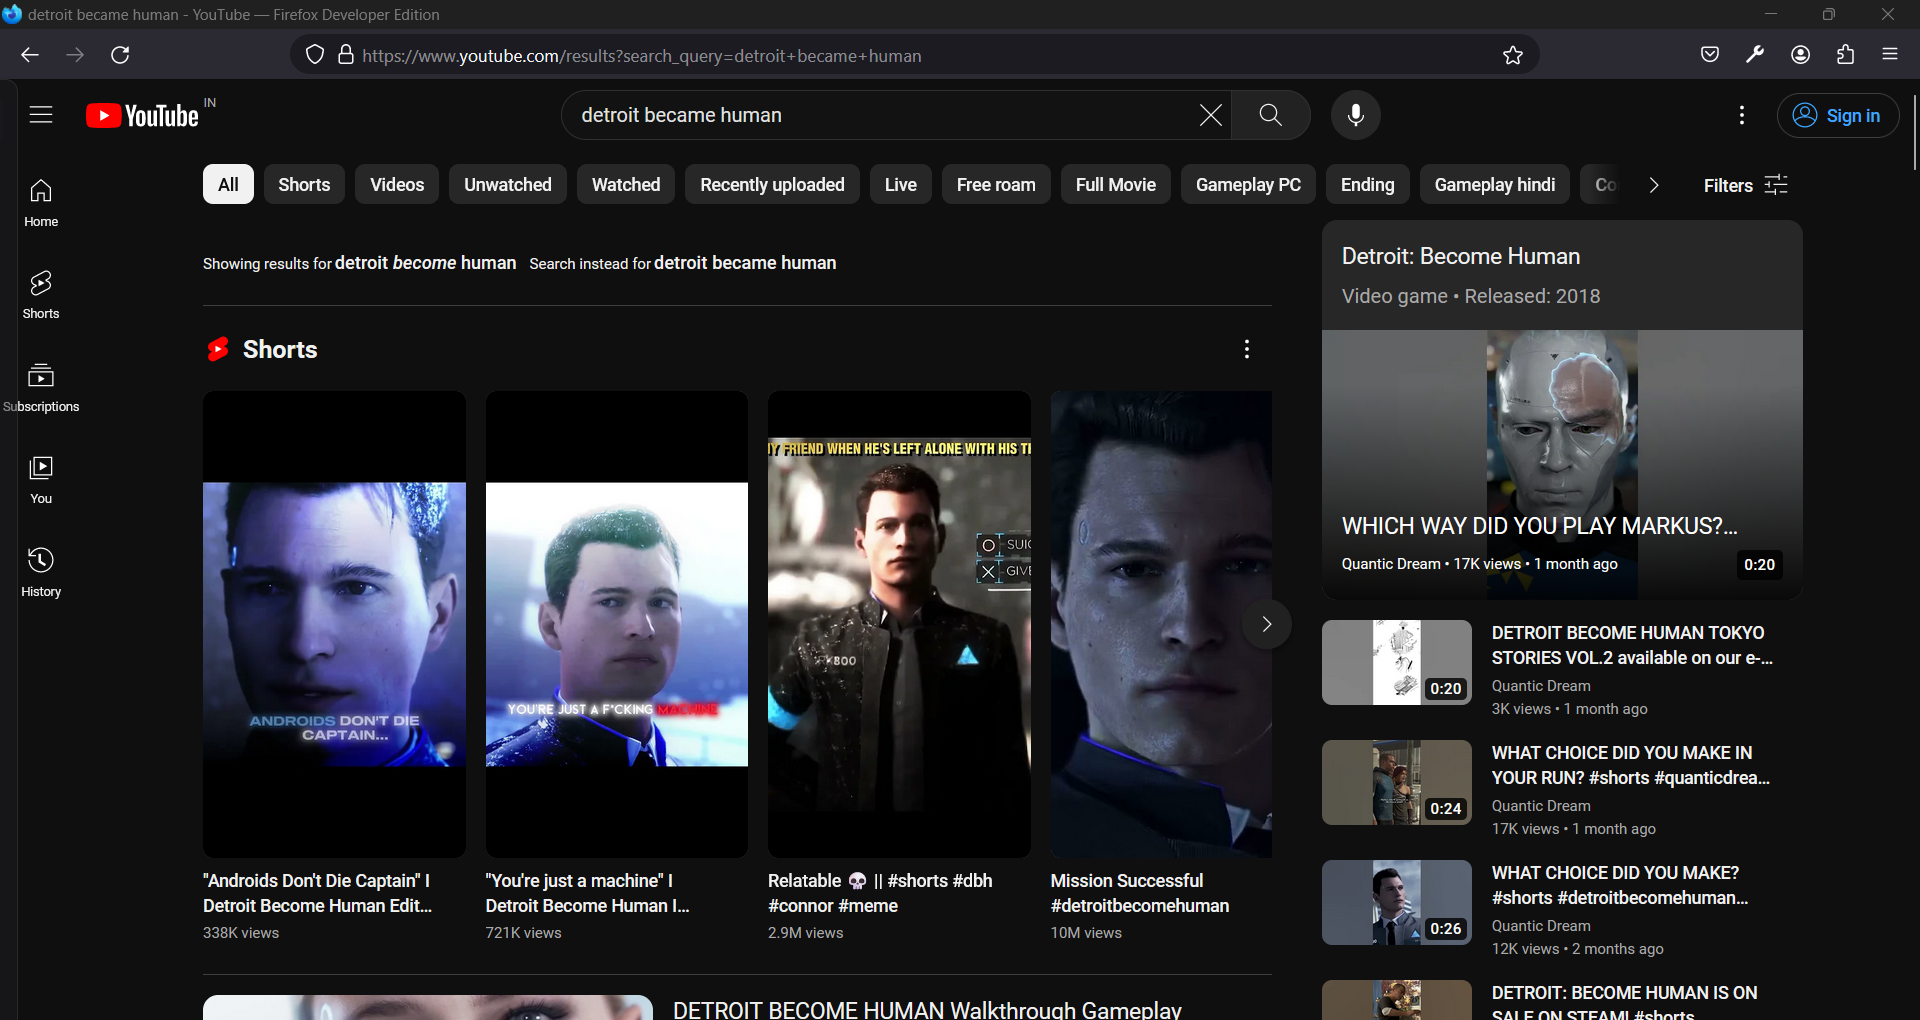 detroit became human - YouTube — Firefox Developer Edition
https://www.youtube.com/results?search_query=detroit+became+human
YouTube IN
detroit became human
Sign in
All
Shorts
Videos
Unwatched
Watched
Recently uploaded
Live
Free roam
Full Movie
Gameplay PC
Ending
Gameplay hindi
Co
Filters
Home
Shorts
Subscriptions
You
History
Showing results for detroit become human Search instead for detroit became human
Shorts
ANDROIDS DON'T DIE
CAPTAIN...
"Androids Don't Die Captain" I
Detroit Become Human Edit...
338K views
YOU'RE JUST A F*CKING MACHINE
"You're just a machine" I
Detroit Become Human I...
721K views
Y FRIEND WHEN HE'S LEFT ALONE WITH HIS TH
SUIC
GIVE
RK800
Relatable 💀 || #shorts #dbh
#connor #meme
2.9M views
Mission Successful
#detroitbecomehuman
10M views
DETROIT BECOME HUMAN Walkthrough Gameplay
Detroit: Become Human
Video game • Released: 2018
WHICH WAY DID YOU PLAY MARKUS?...
Quantic Dream • 17K views • 1 month ago
0:20
DETROIT BECOME HUMAN TOKYO
STORIES VOL.2 available on our e-...
Quantic Dream
3K views • 1 month ago
0:20
WHAT CHOICE DID YOU MAKE IN
YOUR RUN? #shorts #quanticdrea...
Quantic Dream
17K views • 1 month ago
0:24
WHAT CHOICE DID YOU MAKE?
#shorts #detroitbecomehuman...
Quantic Dream
12K views • 2 months ago
0:26
DETROIT: BECOME HUMAN IS ON
SALE ON STEAM! #shorts